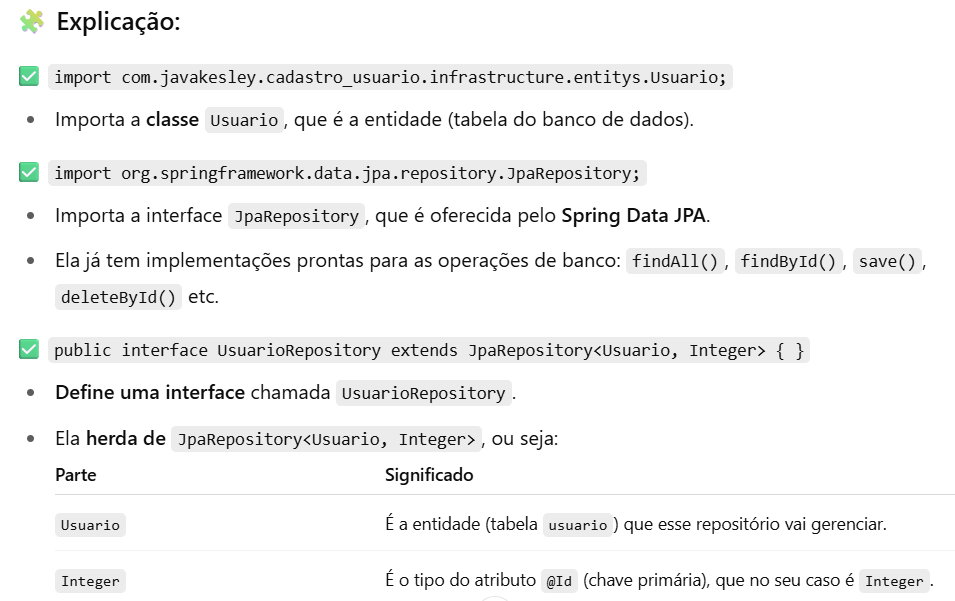 Explicação:
import com.javakesley.cadastro_usuario.infrastructure.entitys.Usuario;
Importa a classe Usuario, que é a entidade (tabela do banco de dados).
import org.springframework.data.jpa.repository.JpaRepository;
Importa a interface JpaRepository, que é oferecida pelo Spring Data JPA.
Ela já tem implementações prontas para as operações de banco: findAll(), findById(), save(),
deleteById() etc.
public interface UsuarioRepository extends JpaRepository<Usuario, Integer> { }
Define uma interface chamada UsuarioRepository.
Ela herda de JpaRepository<Usuario, Integer>, ou seja:
Parte Significado
Usuario É a entidade (tabela usuario) que esse repositório vai gerenciar.
Integer É o tipo do atributo @Id (chave primária), que no seu caso é Integer.